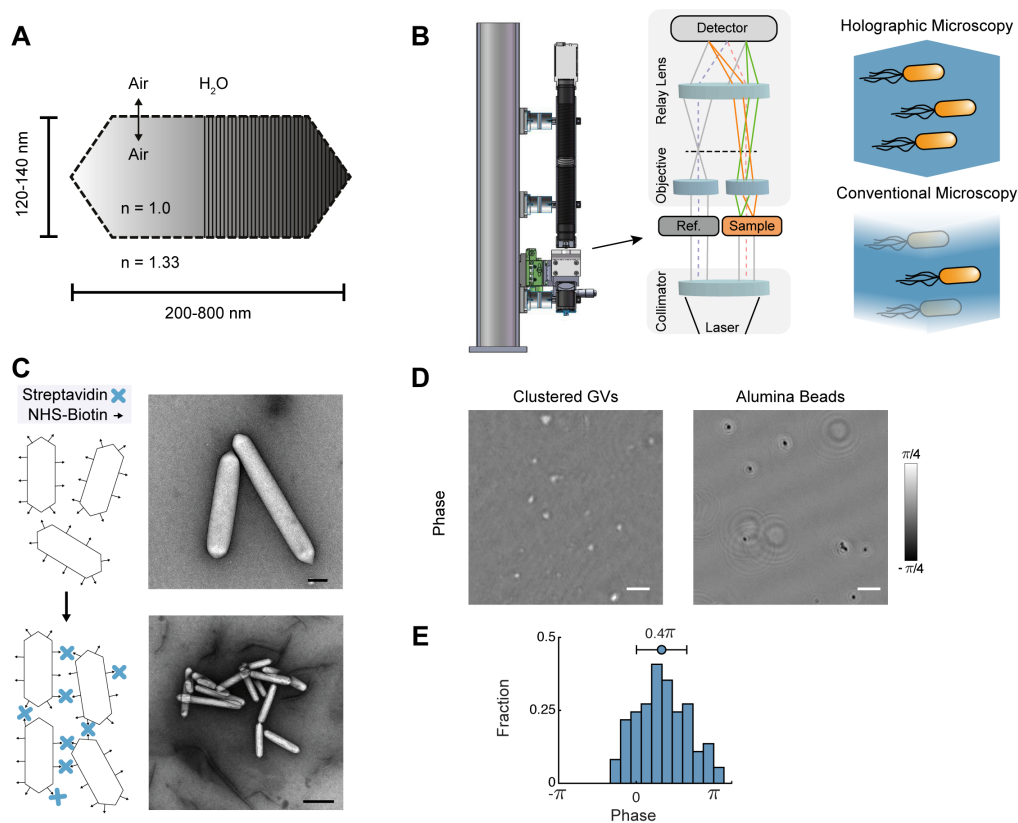 A
Air
H₂O
Air
120-140 nm
n = 1.0
n = 1.33
200-800 nm
B
Detector
Relay Lens
Objective
Ref.
Sample
Collimator
Laser
Holographic Microscopy
Conventional Microscopy
C
Streptavidin
NHS-Biotin
D
Clustered GVs
Alumina Beads
Phase
π/4
- π/4
E
0.4π
0.5
0.25
0
Fraction
-π
0
π
Phase